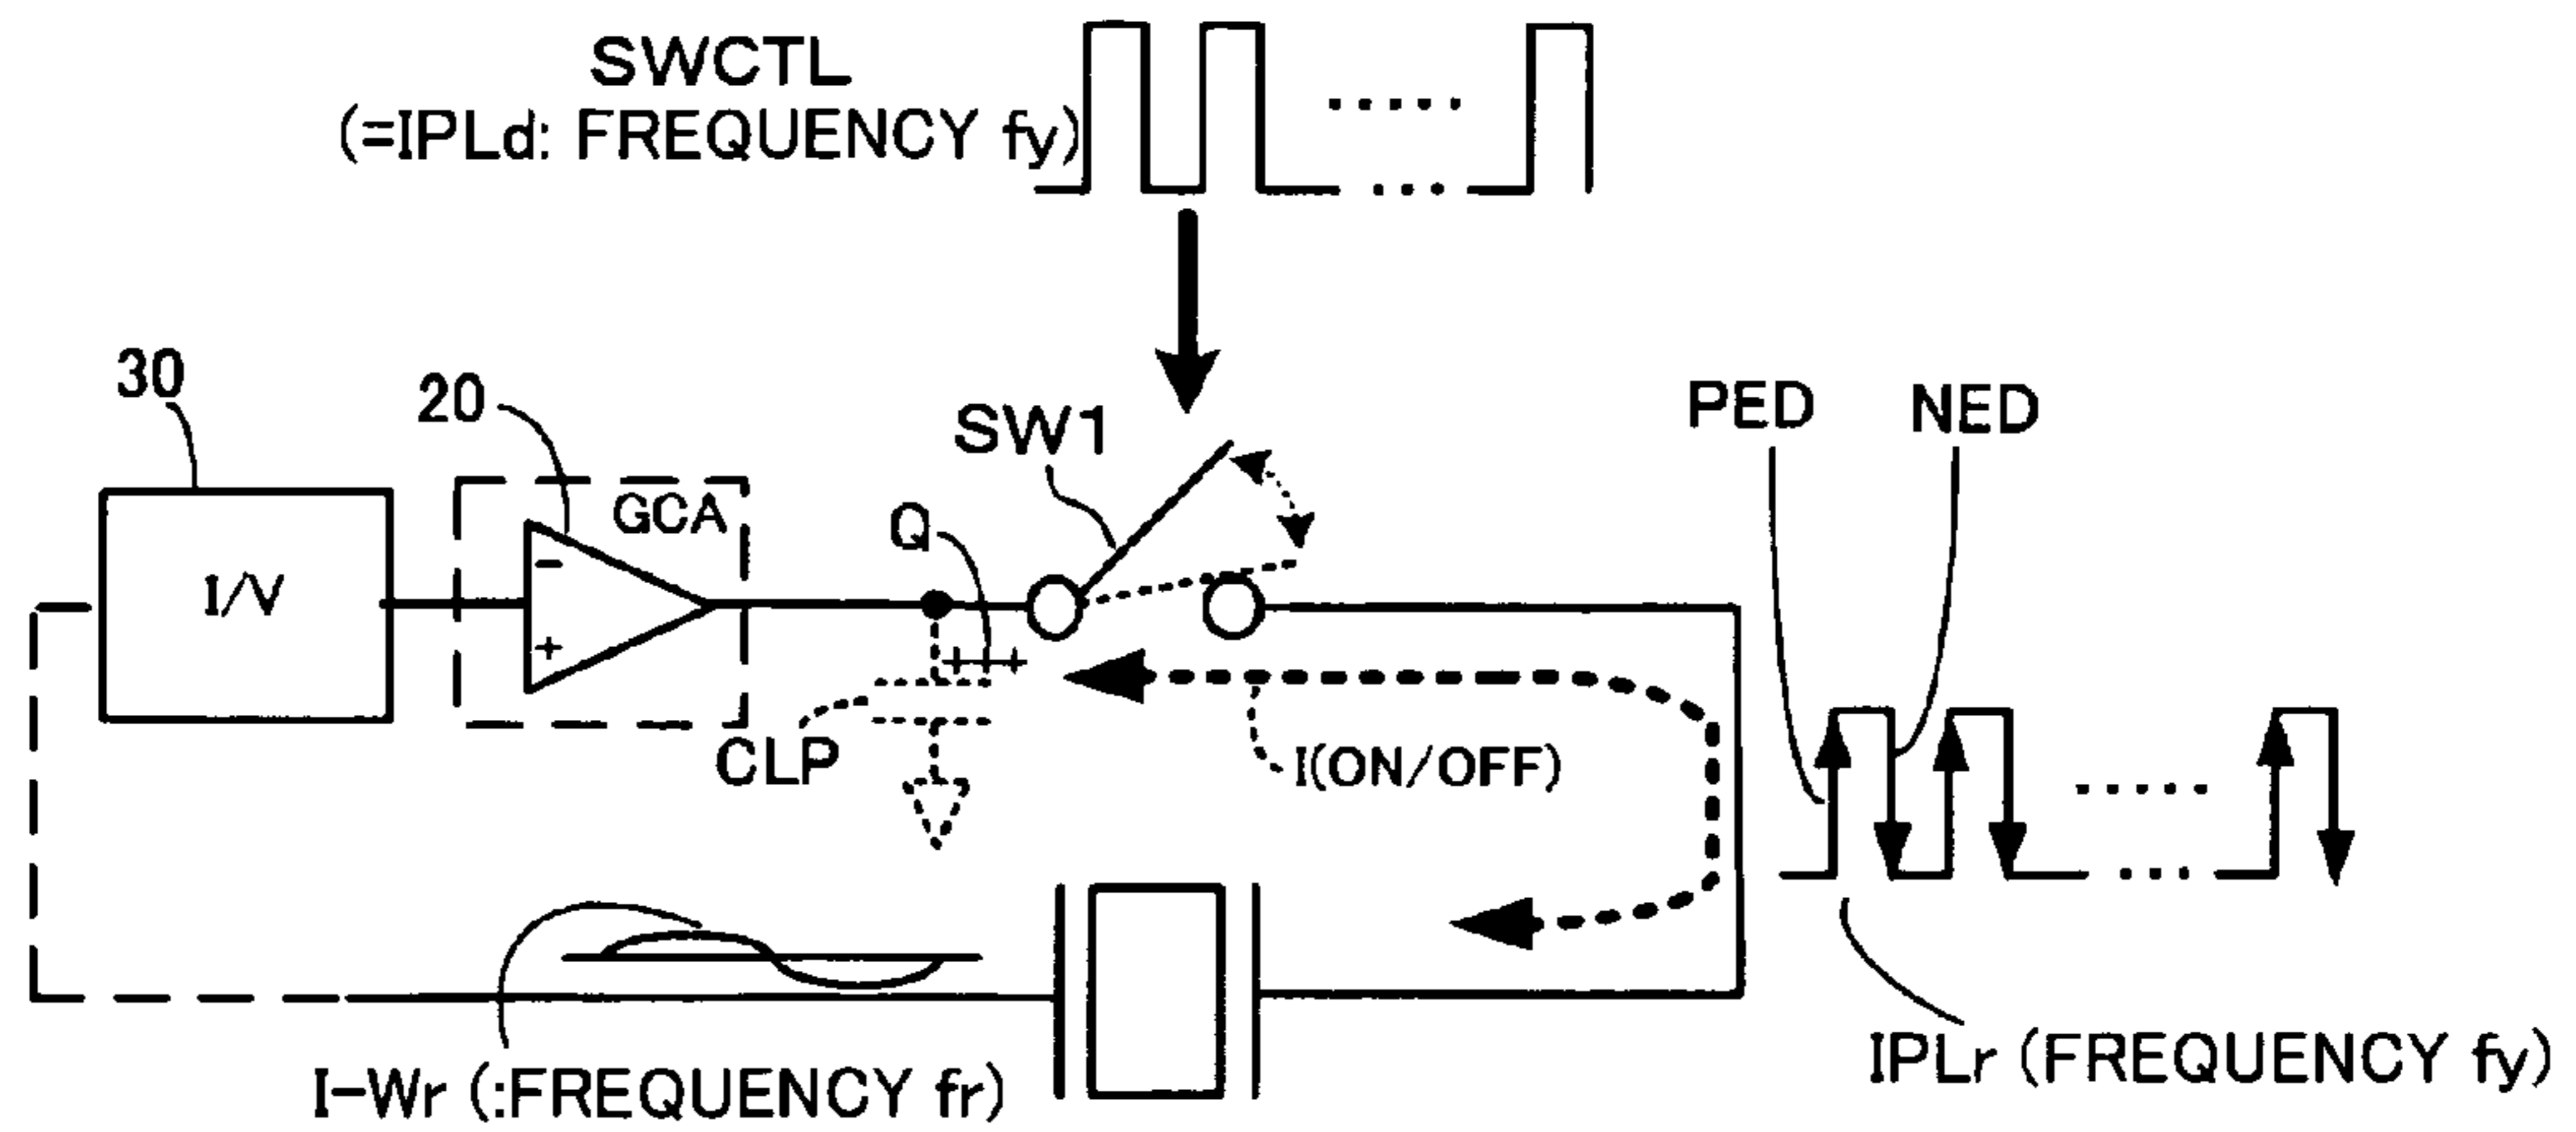 SWCTL
(=IPLd: FREQUENCY fy)
30
20
SW1
PED
NED
GCA
Q
I/V
−
+
+++
CLP
I(ON/OFF)
I-Wr (:FREQUENCY fr)
IPLr (FREQUENCY fy)